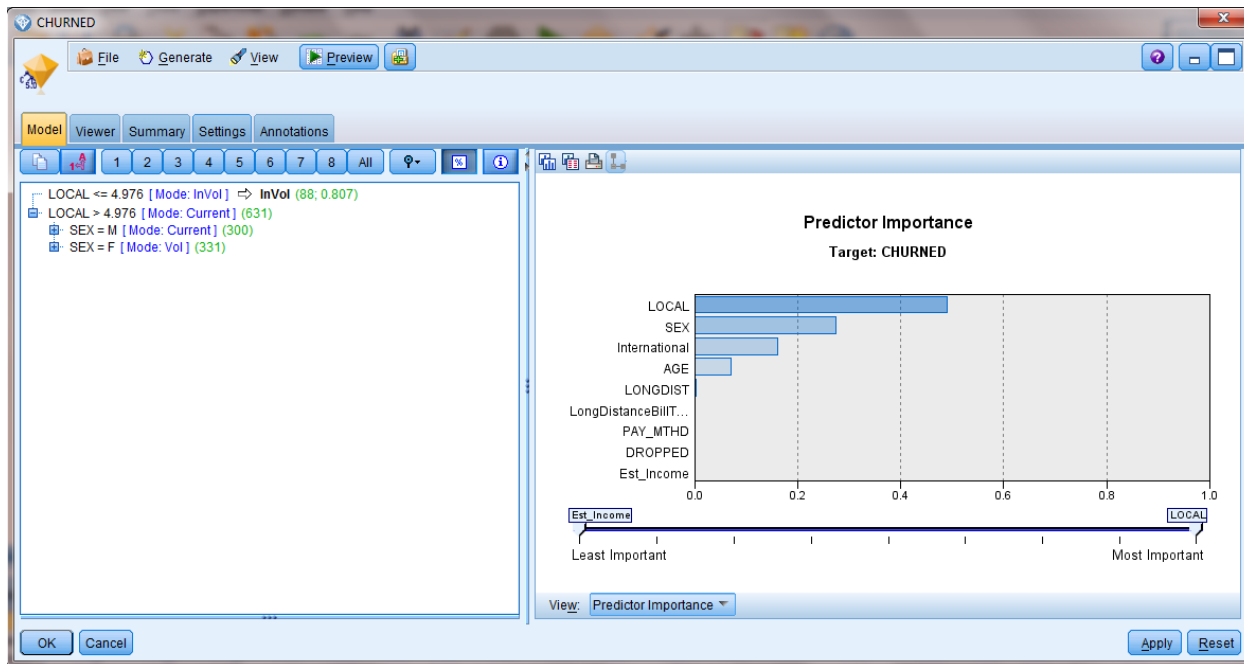 CHURNED
File Generate View Preview
Model Viewer Summary Settings Annotations
1 2 3 4 5 6 7 8 All %
LOCAL <= 4.976 [ Mode: InVol ] ⇨ InVol (88; 0.807)
LOCAL > 4.976 [ Mode: Current ] (631)
SEX = M [ Mode: Current ] (300)
SEX = F [ Mode: Vol ] (331)
Predictor Importance
Target: CHURNED
LOCAL
SEX
International
AGE
LONGDIST
LongDistanceBillT...
PAY_MTHD
DROPPED
Est_Income
0.0 0.2 0.4 0.6 0.8 1.0
Est_Income LOCAL
Least Important Most Important
View: Predictor Importance
OK Cancel Apply Reset